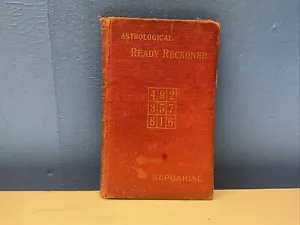 ASTROLOGICAL
READY RECKONER
4 9 2
3 5 7
8 1 6
SEPHARIAL